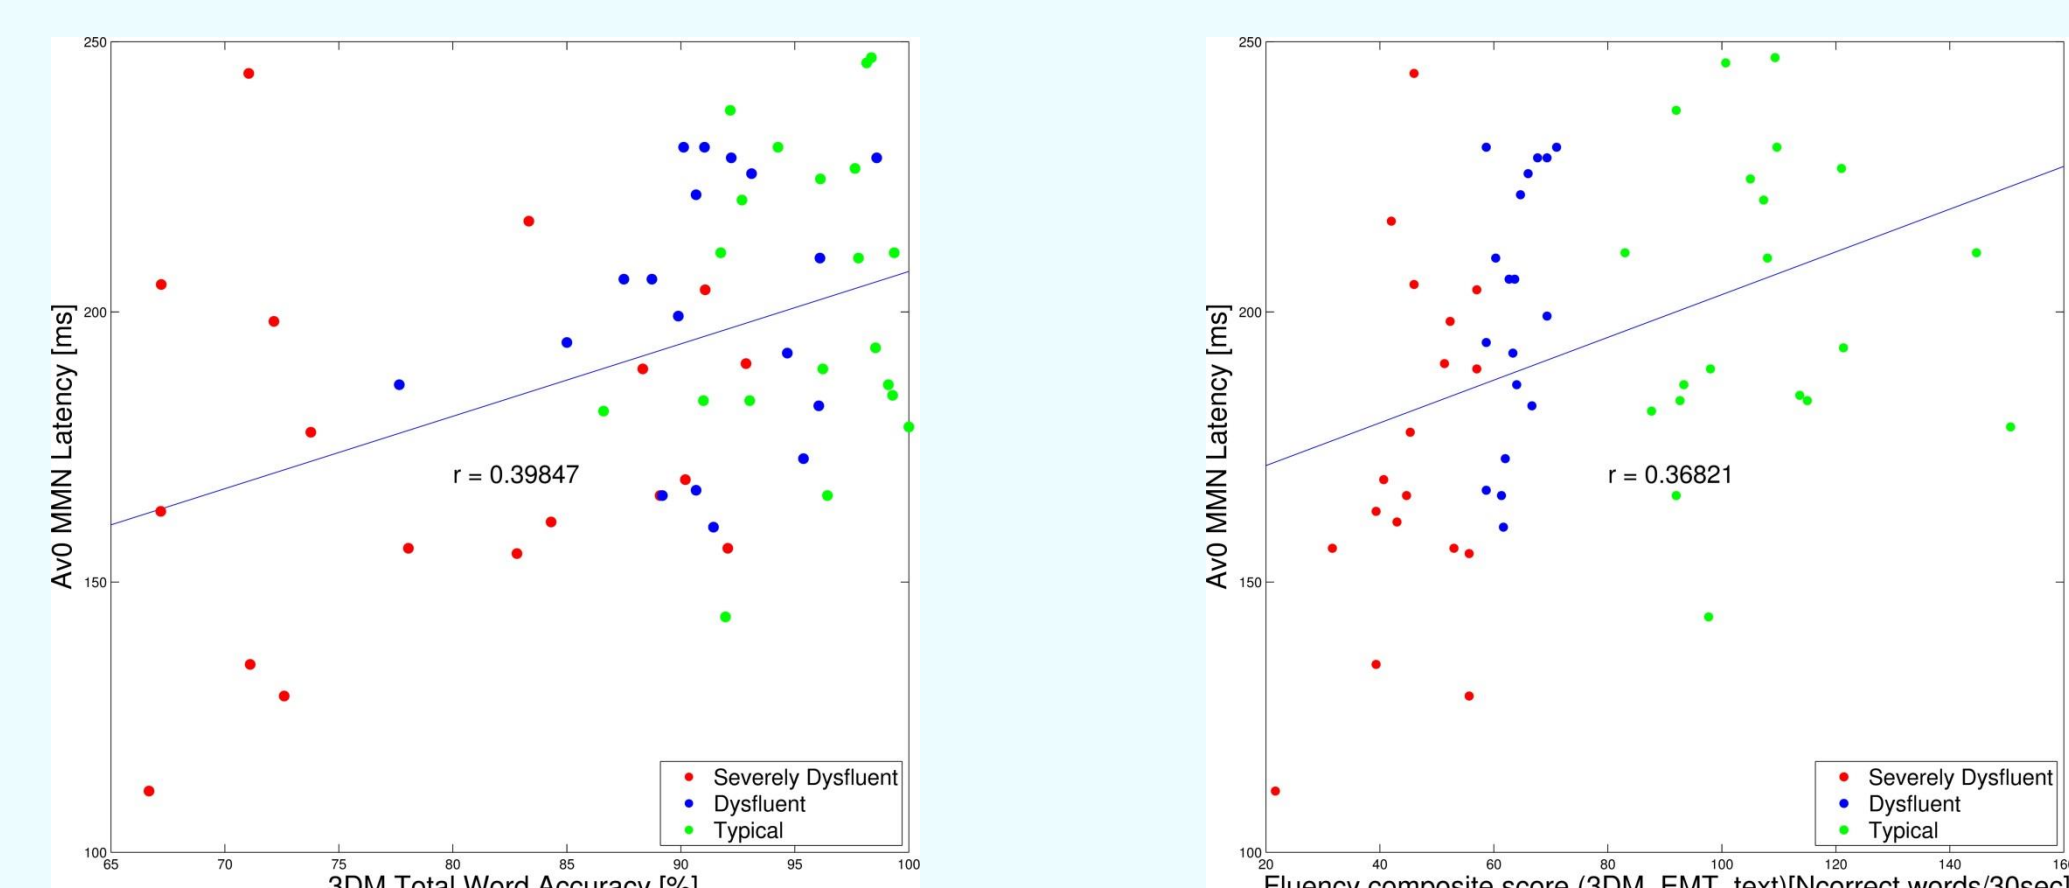 250
200
150
100
Av0 MMN Latency [ms]
r = 0.39847
Severely Dysfluent
Dysfluent
Typical
65 70 75 80 85 90 95 100
3DM Total Word Accuracy [%]
250
200
150
100
Av0 MMN Latency [ms]
r = 0.36821
Severely Dysfluent
Dysfluent
Typical
20 40 60 80 100 120 140 160
Fluency composite score (3DM, EMT, text)[Ncorrect words/30sec]